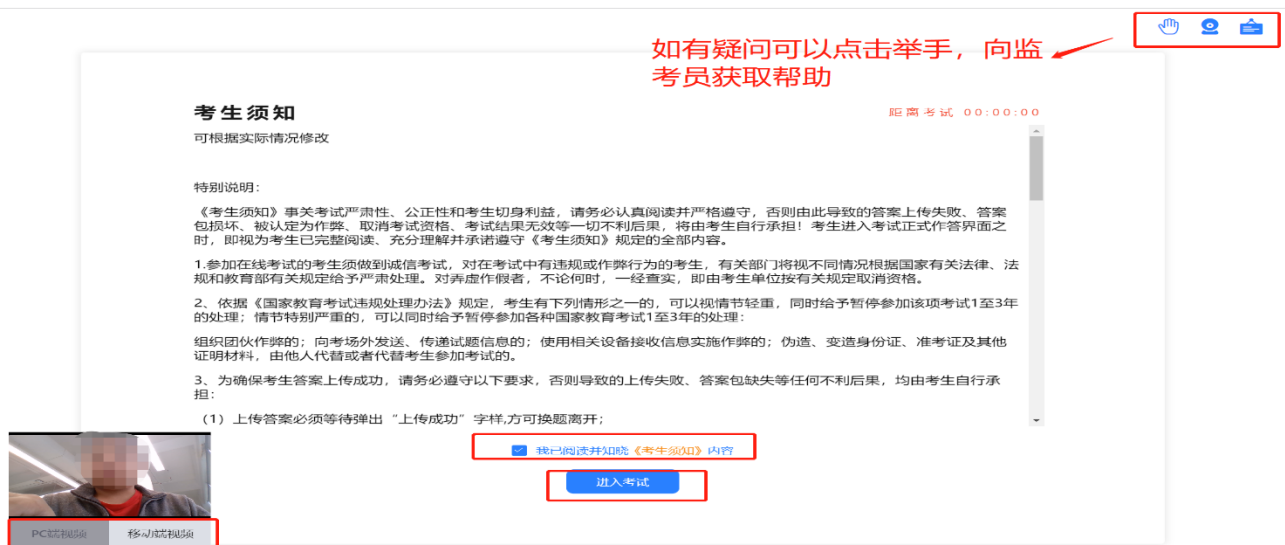 如有疑问可以点击举手，向监
考员获取帮助
考生须知
距离考试 00:00:00
可根据实际情况修改
特别说明：
《考生须知》事关考试严肃性、公正性和考生切身利益，请务必认真阅读并严格遵守，否则由此导致的答案上传失败、答案
包损坏、被认定为作弊、取消考试资格、考试结果无效等一切不利后果，将由考生自行承担！考生进入考试正式作答界面之
时，即视为考生已完整阅读、充分理解并承诺遵守《考生须知》规定的全部内容。
1.参加在线考试的考生须做到诚信考试，对在考试中有违规或作弊行为的考生，有关部门将视不同情况根据国家有关法律、法
规和教育部有关规定给予严肃处理。对弄虚作假者，不论何时，一经查实，即由考生单位按有关规定取消资格。
2、依据《国家教育考试违规处理办法》规定，考生有下列情形之一的，可以视情节轻重，同时给予暂停参加该项考试1至3年
的处理；情节特别严重的，可以同时给予暂停参加各种国家教育考试1至3年的处理：
组织团伙作弊的；向考场外发送、传递试题信息的；使用相关设备接收信息实施作弊的；伪造、变造身份证、准考证及其他
证明材料，由他人代替或者代替考生参加考试的。
3、为确保考生答案上传成功，请务必遵守以下要求，否则导致的上传失败、答案包缺失等任何不利后果，均由考生自行承
担：
（1）上传答案必须等待弹出“上传成功”字样,方可换题离开；
我已阅读并知晓《考生须知》内容
进入考试
PC端视频
移动端视频